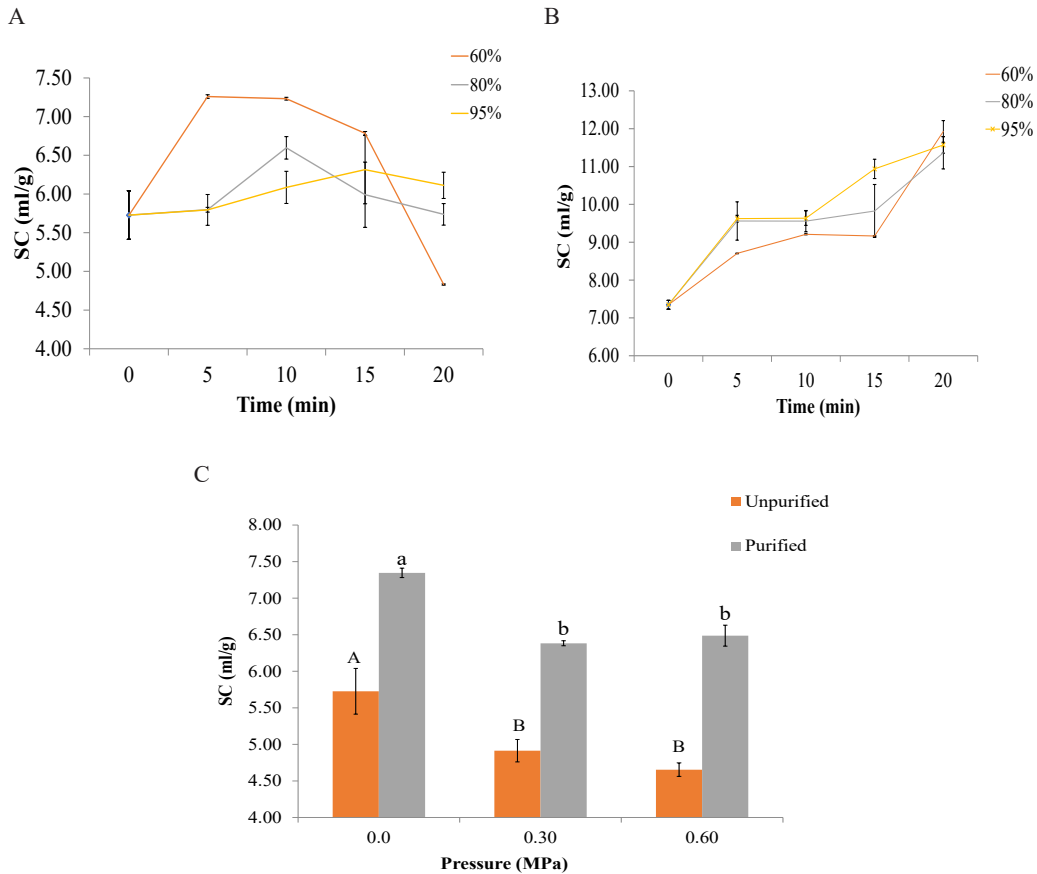 A
60%
80%
95%
7.50
7.00
6.50
6.00
5.50
5.00
4.50
4.00
SC (ml/g)
0 5 10 15 20
Time (min)
B
60%
80%
95%
13.00
12.00
11.00
10.00
9.00
8.00
7.00
6.00
SC (ml/g)
0 5 10 15 20
Time (min)
C
Unpurified
Purified
8.00
7.50
7.00
6.50
6.00
5.50
5.00
4.50
4.00
SC (ml/g)
A
a
B
b
B
b
0.0 0.30 0.60
Pressure (MPa)